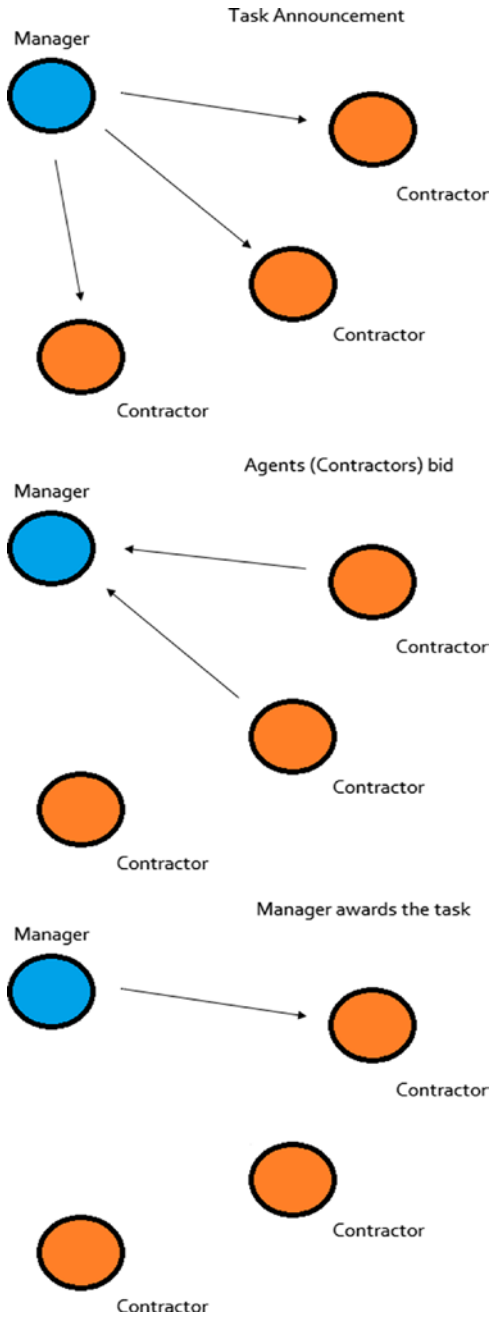 Task Announcement
Manager
Contractor
Contractor
Contractor
Agents (Contractors) bid
Manager
Contractor
Contractor
Contractor
Manager awards the task
Manager
Contractor
Contractor
Contractor